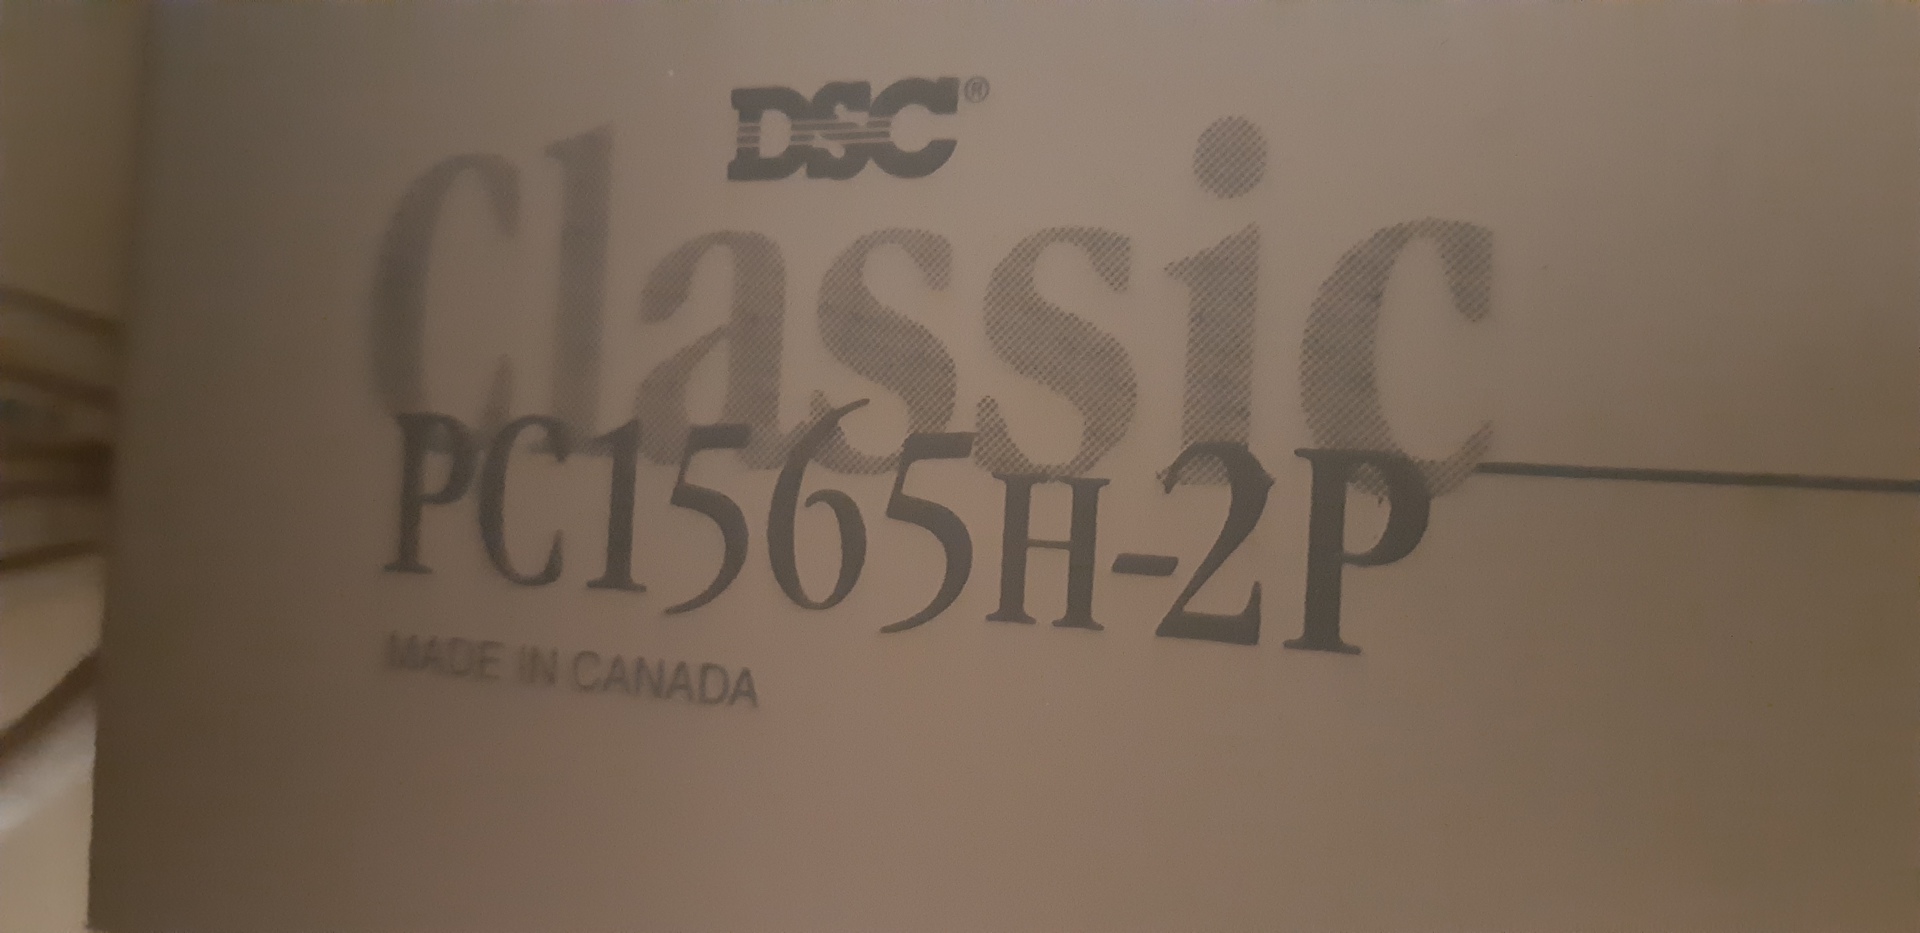 DSC®
Classic
PC1565H-2P
MADE IN CANADA